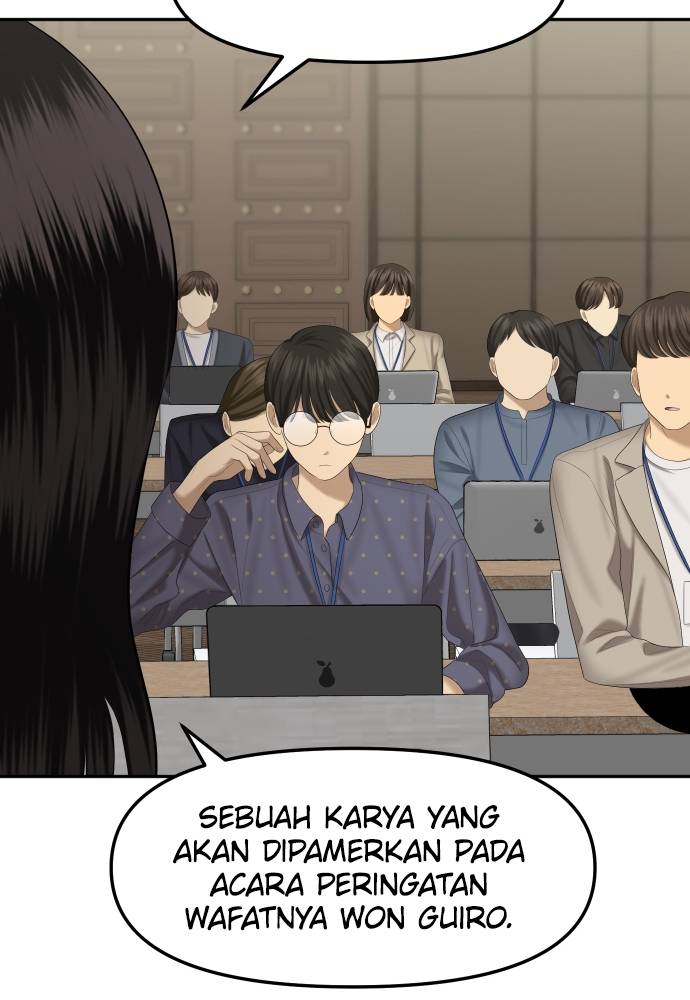 SEBUAH KARYA YANG
AKAN DIPAMERKAN PADA
ACARA PERINGATAN
WAFATNYA WON GUIRO.